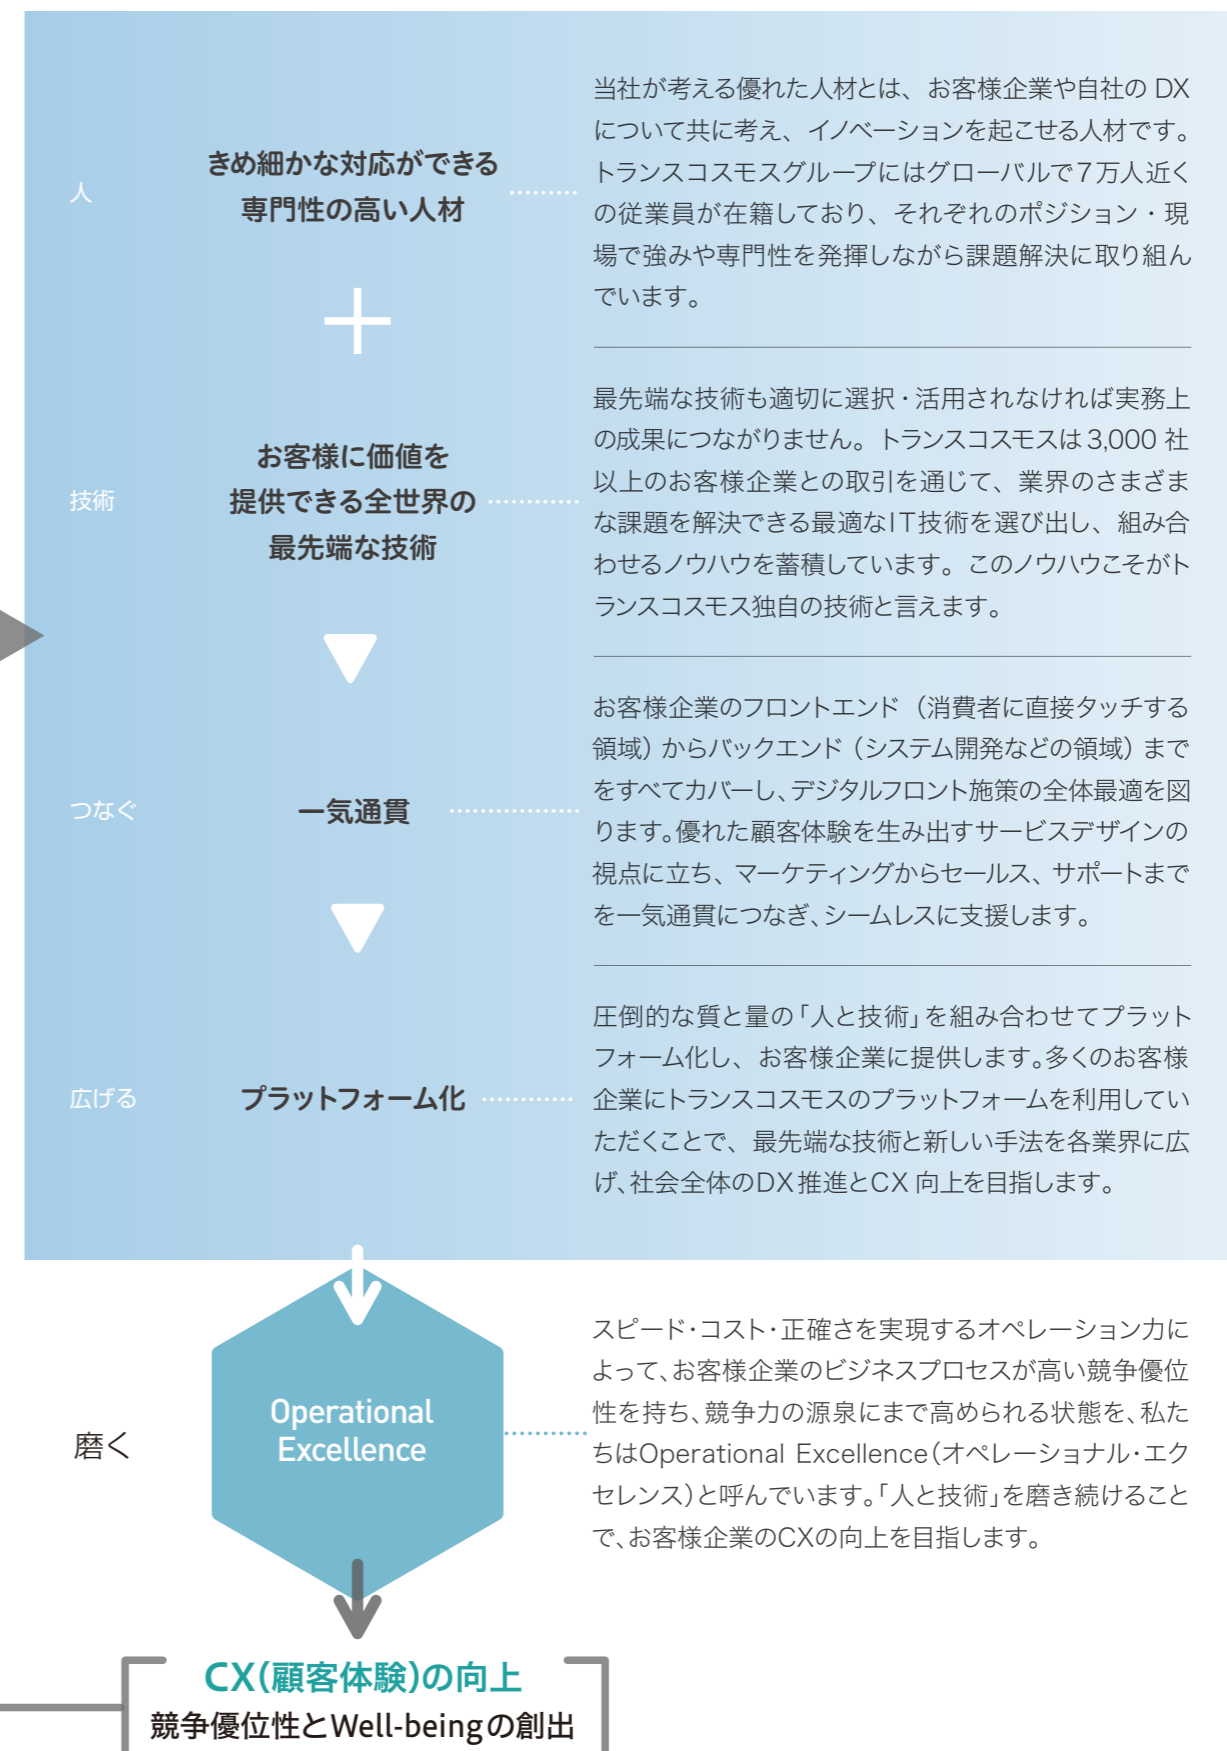 人
きめ細かな対応ができる
専門性の高い人材
当社が考える優れた人材とは、お客様企業や自社の DX
について共に考え、イノベーションを起こせる人材です。
トランスコスモスグループにはグローバルで7万人近く
の従業員が在籍しており、それぞれのポジション・現
場で強みや専門性を発揮しながら課題解決に取り組ん
でいます。
技術
お客様に価値を
提供できる全世界の
最先端な技術
最先端な技術も適切に選択・活用されなければ実務上
の成果につながりません。トランスコスモスは3,000 社
以上のお客様企業との取引を通じて、業界のさまざま
な課題を解決できる最適なIT技術を選び出し、組み合
わせるノウハウを蓄積しています。このノウハウこそがト
ランスコスモス独自の技術と言えます。
つなぐ
一気通貫
お客様企業のフロントエンド（消費者に直接タッチする
領域）からバックエンド（システム開発などの領域）まで
をすべてカバーし、デジタルフロント施策の全体最適を図
ります。優れた顧客体験を生み出すサービスデザインの
視点に立ち、マーケティングからセールス、サポートまで
を一気通貫につなぎ、シームレスに支援します。
広げる
プラットフォーム化
圧倒的な質と量の「人と技術」を組み合わせてプラット
フォーム化し、お客様企業に提供します。多くのお客様
企業にトランスコスモスのプラットフォームを利用してい
ただくことで、最先端な技術と新しい手法を各業界に広
げ、社会全体のDX推進とCX 向上を目指します。
磨く
Operational
Excellence
スピード・コスト・正確さを実現するオペレーション力に
よって、お客様企業のビジネスプロセスが高い競争優位
性を持ち、競争力の源泉にまで高められる状態を、私た
ちはOperational Excellence（オペレーショナル・エク
セレンス）と呼んでいます。「人と技術」を磨き続けること
で、お客様企業のCXの向上を目指します。
CX（顧客体験）の向上
競争優位性とWell-beingの創出